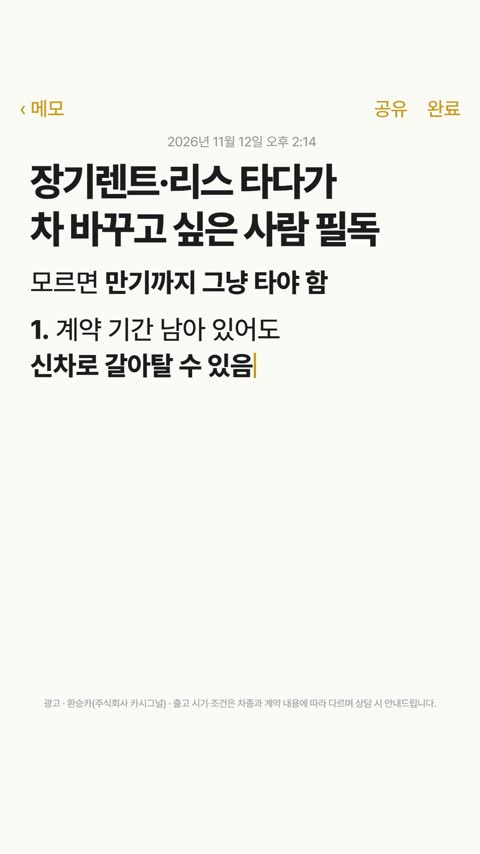 ‹ 메모 공유 완료
2026년 11월 12일 오후 2:14
장기렌트·리스 타다가
차 바꾸고 싶은 사람 필독
모르면 만기까지 그냥 타야 함
1. 계약 기간 남아 있어도
신차로 갈아탈 수 있음
광고 · 환승카(주식회사 카시그널) · 출고 시기·조건은 차종과 계약 내용에 따라 다르며 상담 시 안내드립니다.